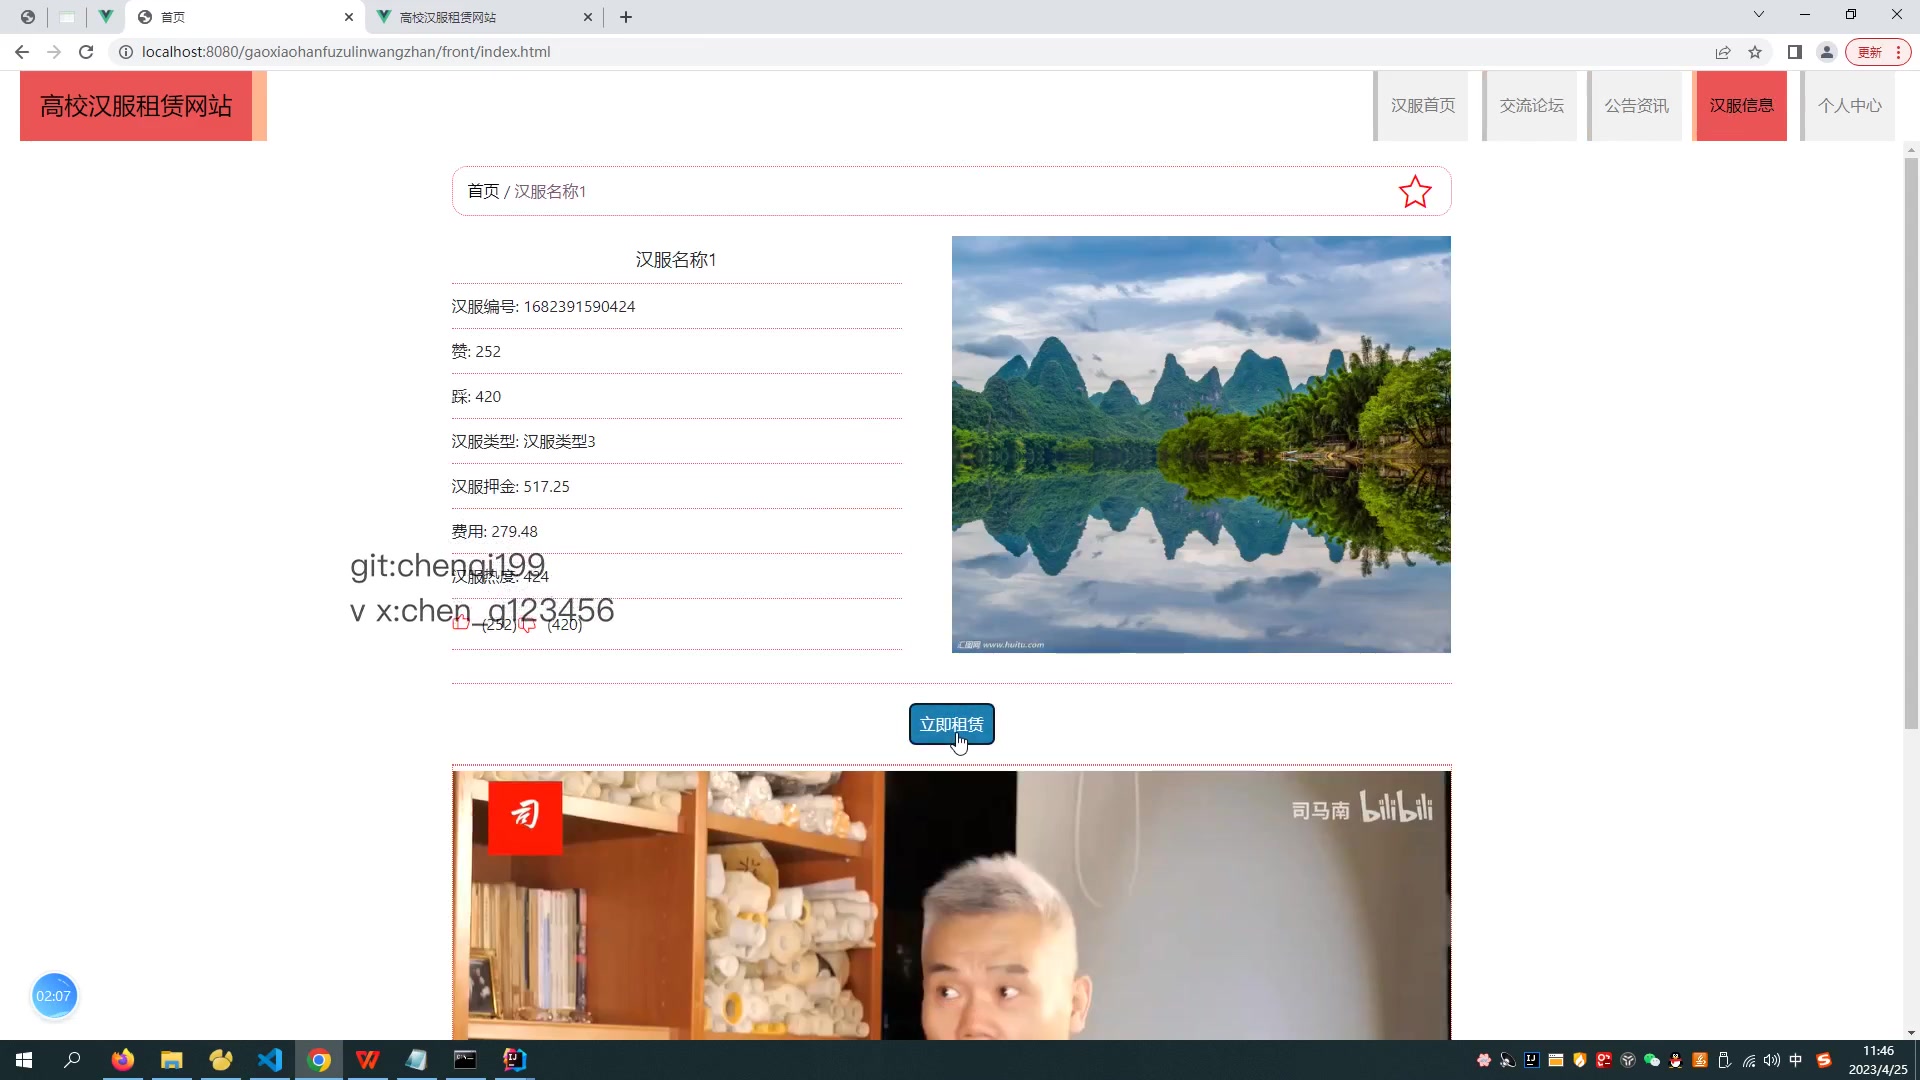 首页
高校汉服租赁网站
localhost:8080/gaoxiaohanfuzulinwangzhan/front/index.html
更新
高校汉服租赁网站
汉服首页
交流论坛
公告资讯
汉服信息
个人中心
首页 / 汉服名称1
汉服名称1
汉服编号: 1682391590424
赞: 252
踩: 420
汉服类型: 汉服类型3
汉服押金: 517.25
费用: 279.48
git:chenqi199
汉服热度: 424
v x:chen_q123456
(252) (420)
汇图网 www.huitu.com
立即租赁
司
司马南 bilibili
02:07
中
11:46
2023/4/25